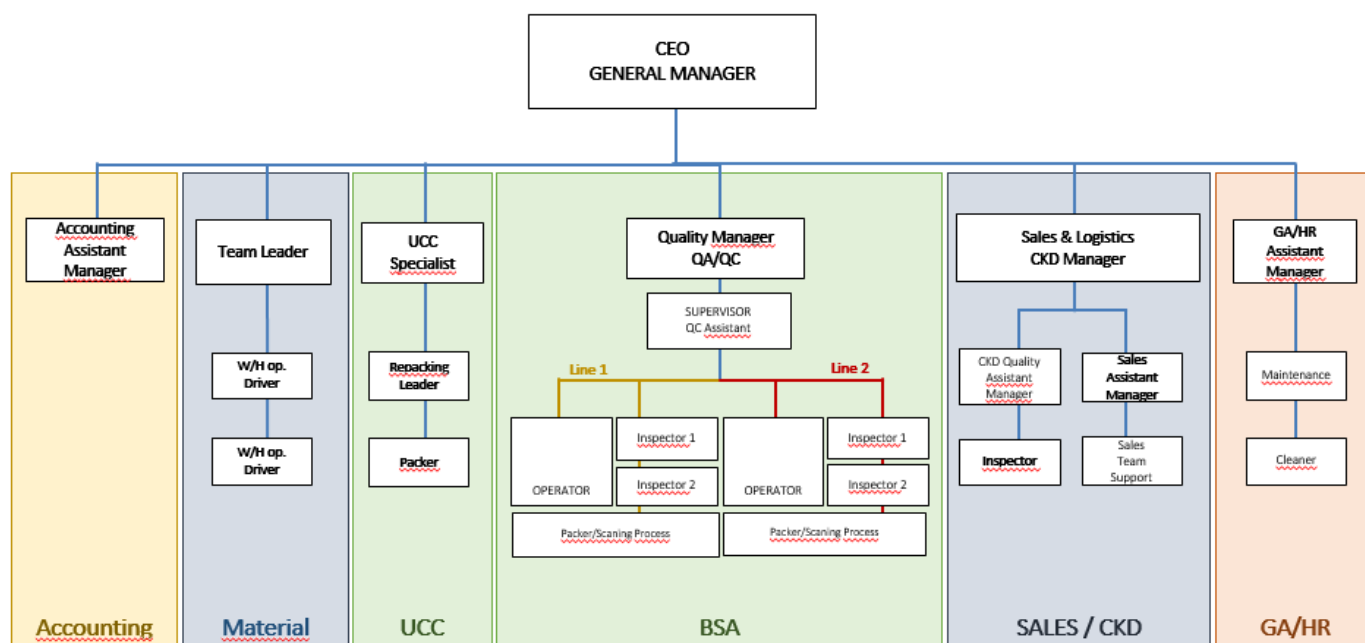 CEO
GENERAL MANAGER
Accounting
Assistant
Manager
Team Leader
W/H op.
Driver
W/H op.
Driver
UCC
Specialist
Repacking
Leader
Packer
Quality Manager
QA/QC
SUPERVISOR
QC Assistant
Line 1
Line 2
OPERATOR
Inspector 1
Inspector 2
Packer/Scaning Process
OPERATOR
Inspector 1
Inspector 2
Packer/Scaning Process
Sales & Logistics
CKD Manager
CKD Quality
Assistant
Manager
Inspector
Sales
Assistant
Manager
Sales
Team
Support
GA/HR
Assistant
Manager
Maintenance
Cleaner
Accounting
Material
UCC
BSA
SALES / CKD
GA/HR